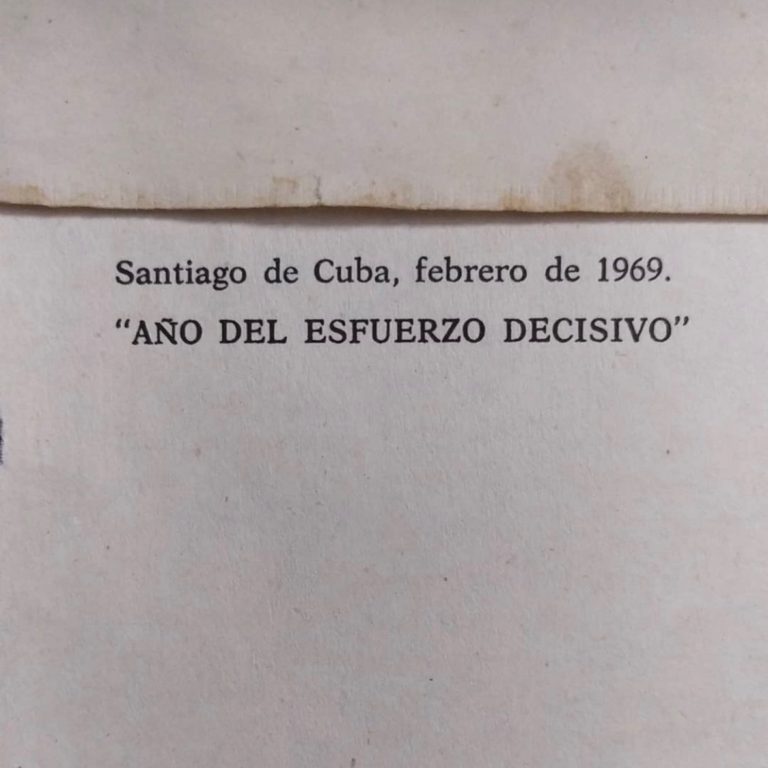 Santiago de Cuba, febrero de 1969.
“AÑO DEL ESFUERZO DECISIVO”